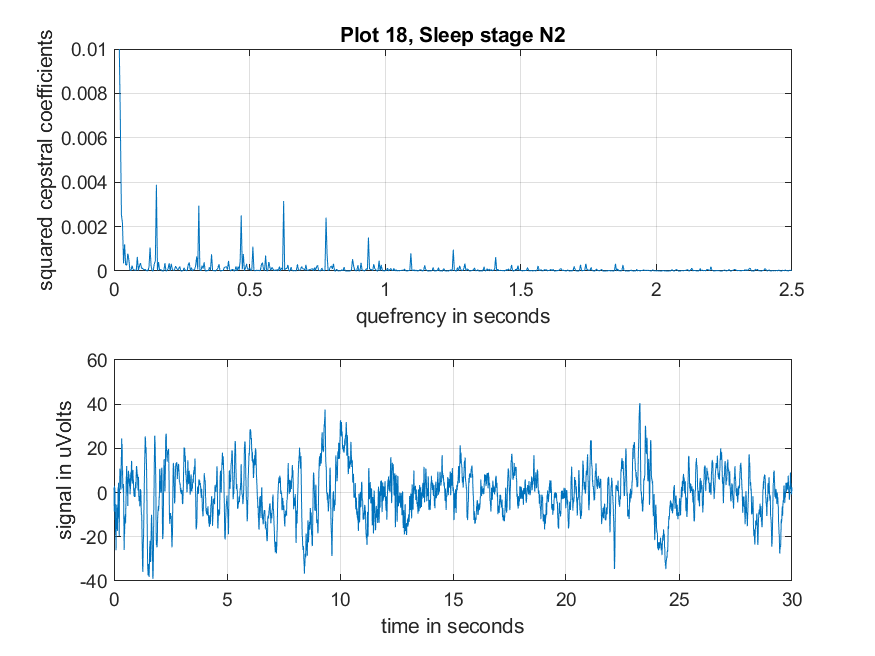 Plot 18, Sleep stage N2
squared cepstral coefficients
0.01
0.008
0.006
0.004
0.002
0
0 0.5 1 1.5 2 2.5
quefrency in seconds
signal in uVolts
60
40
20
0
-20
-40
0 5 10 15 20 25 30
time in seconds